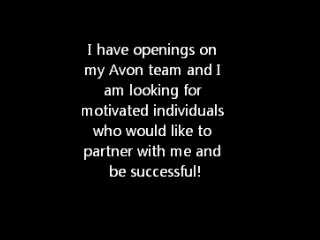 I have openings on
my Avon team and I
am looking for
motivated individuals
who would like to
partner with me and
be successful!